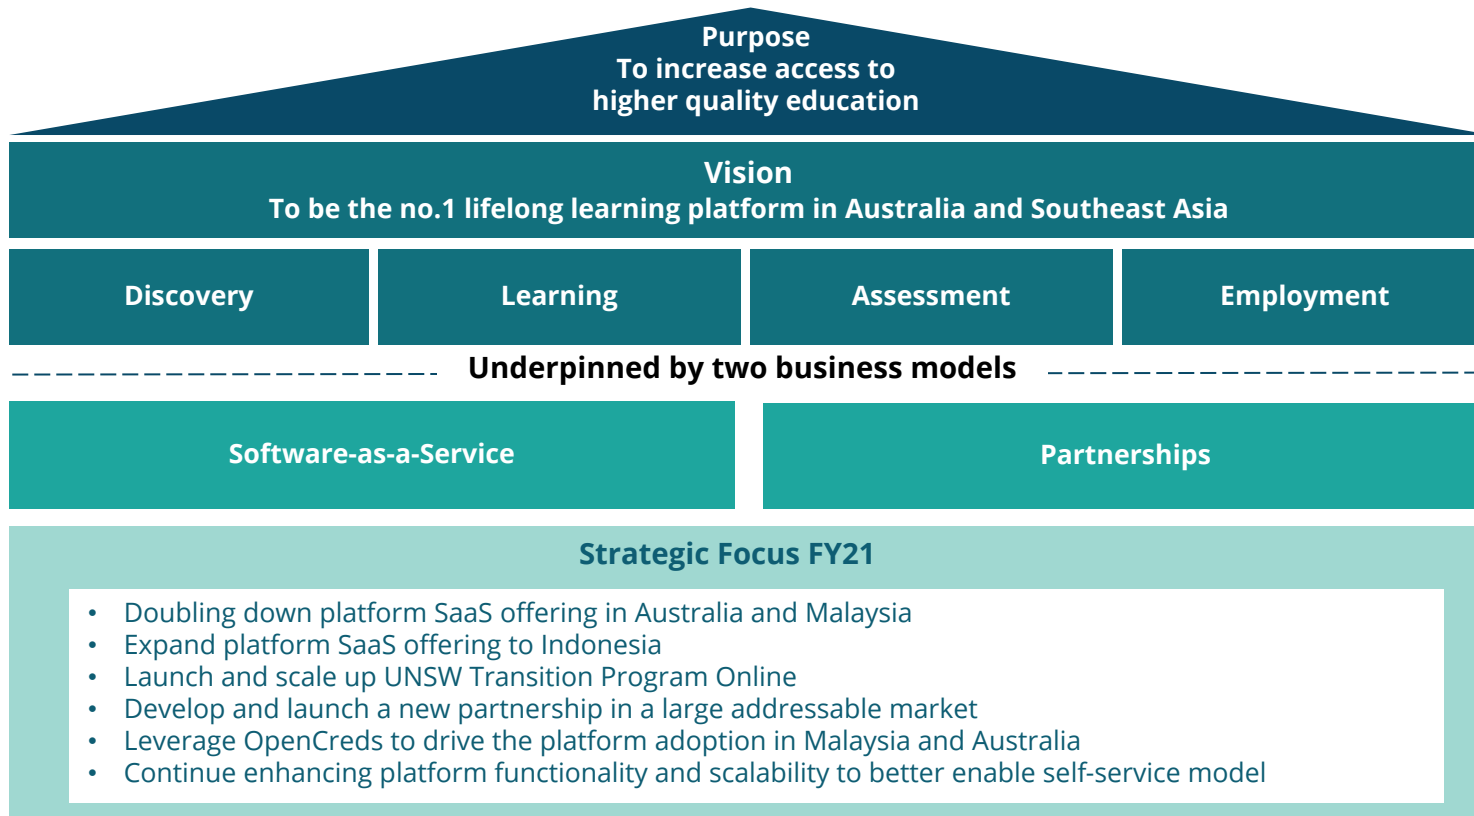 Purpose
To increase access to
higher quality education
Vision
To be the no.1 lifelong learning platform in Australia and Southeast Asia
Discovery
Learning
Assessment
Employment
Underpinned by two business models
Software-as-a-Service
Partnerships
Strategic Focus FY21
• Doubling down platform SaaS offering in Australia and Malaysia
• Expand platform SaaS offering to Indonesia
• Launch and scale up UNSW Transition Program Online
• Develop and launch a new partnership in a large addressable market
• Leverage OpenCreds to drive the platform adoption in Malaysia and Australia
• Continue enhancing platform functionality and scalability to better enable self-service model